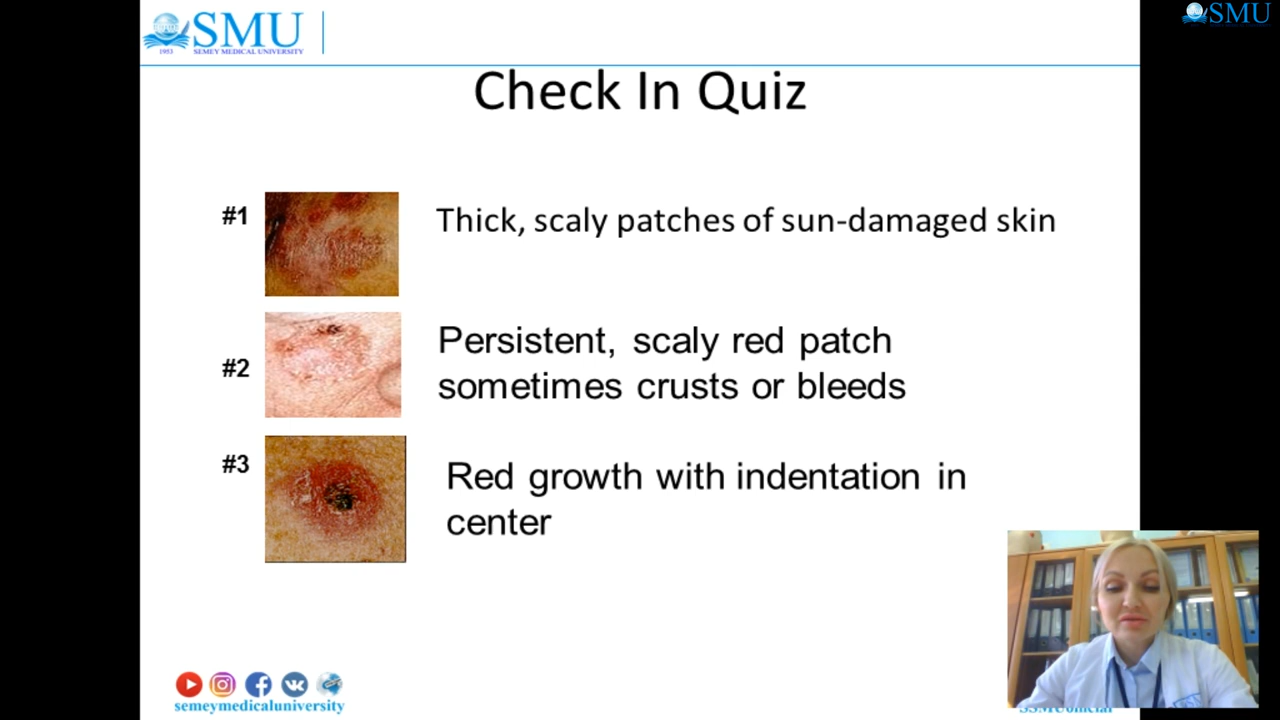 SMU
1953 SEMEY MEDICAL UNIVERSITY
SMU
Check In Quiz
#1
Thick, scaly patches of sun-damaged skin
#2
Persistent, scaly red patch
sometimes crusts or bleeds
#3
Red growth with indentation in
center
semeymedicaluniversity